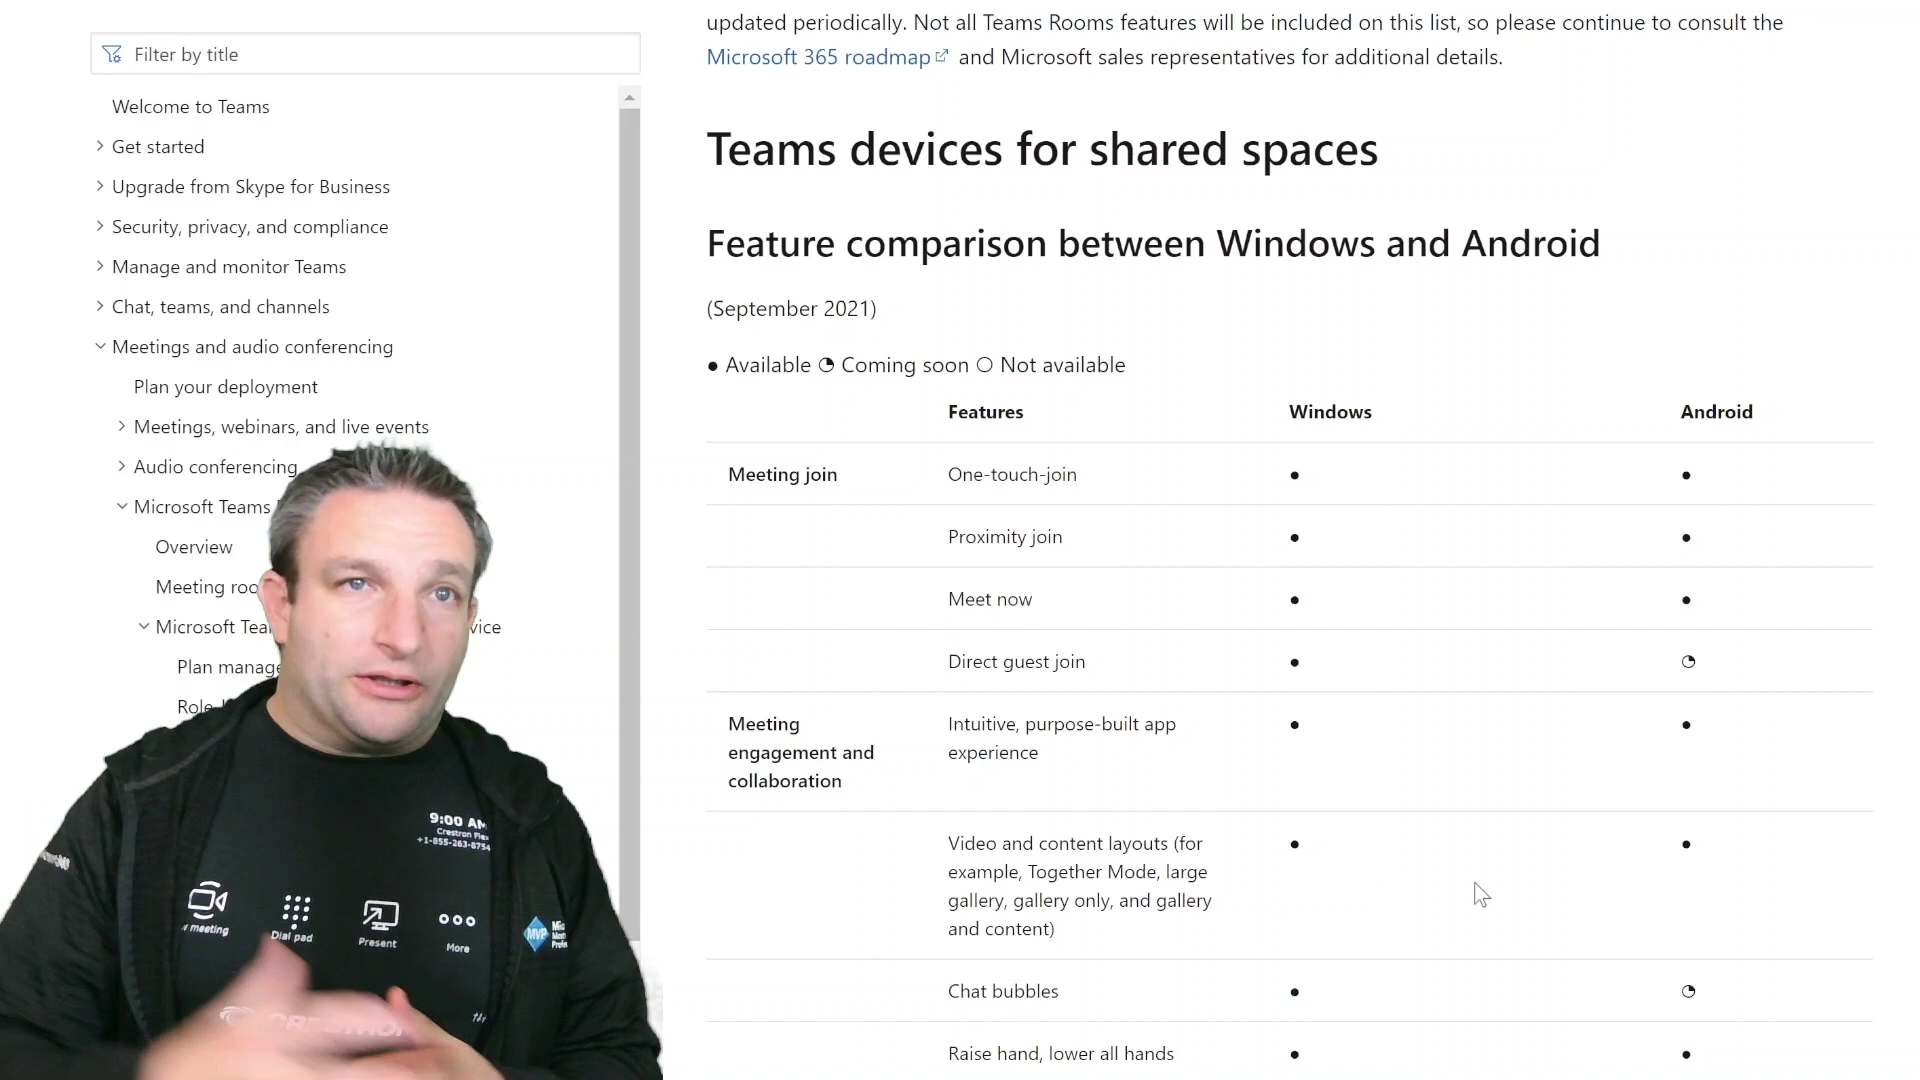 updated periodically. Not all Teams Rooms features will be included on this list, so please continue to consult the
Microsoft 365 roadmap and Microsoft sales representatives for additional details.
Filter by title
Welcome to Teams
Get started
Upgrade from Skype for Business
Security, privacy, and compliance
Manage and monitor Teams
Chat, teams, and channels
Meetings and audio conferencing
Plan your deployment
Meetings, webinars, and live events
Audio conferencing
Microsoft Teams
Overview
Meeting
Microsoft
Plan
Teams devices for shared spaces
Feature comparison between Windows and Android
(September 2021)
● Available ◔ Coming soon ○ Not available
Features Windows Android
Meeting join One-touch-join ● ●
Proximity join ● ●
Meet now ● ●
Direct guest join ● ◔
Meeting Intuitive, purpose-built app ● ●
engagement and experience
collaboration
Video and content layouts (for ● ●
example, Together Mode, large
gallery, gallery only, and gallery
and content)
Chat bubbles ● ◔
Raise hand, lower all hands ● ●
9:00 AM
Crestron Flex
+1-855-263-8754
meeting
Dial pad
Present
More
MVP